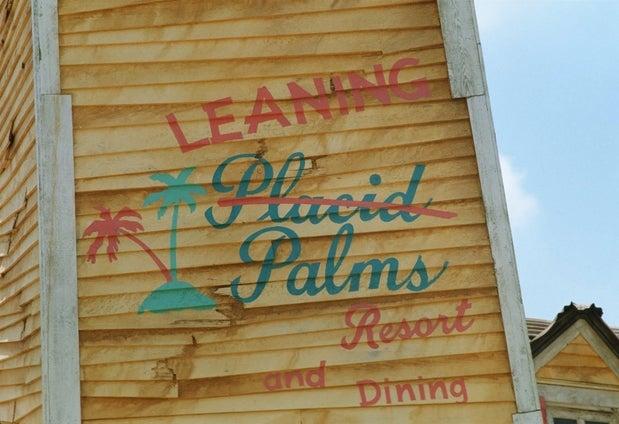 LEANING
Placid
Palms
Resort
and Dining